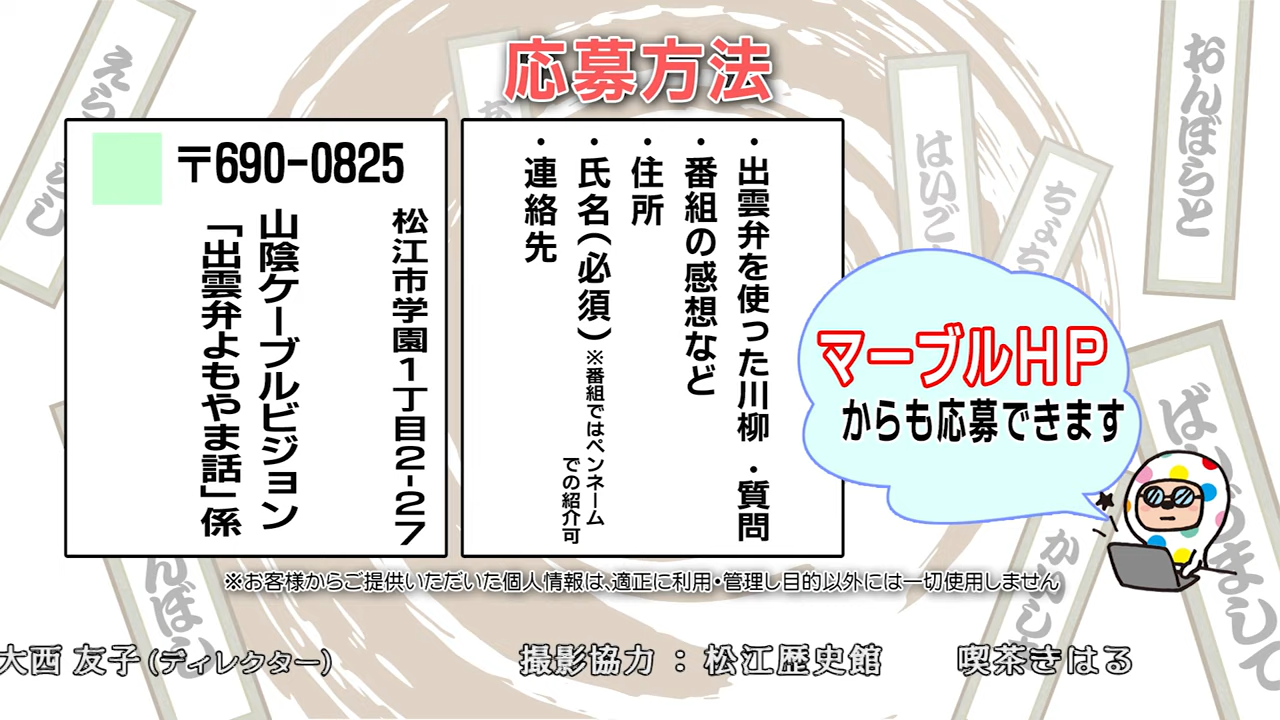 応募方法
〒690-0825
松江市学園1丁目2-27
山陰ケーブルビジョン
「出雲弁よもやま話」係
・出雲弁を使った川柳 ・質問
・番組の感想など
・住所
・氏名(必須)※番組ではペンネーム
での紹介可
・連絡先
マーブルHP
からも応募できます
※お客様からご提供いただいた個人情報は、適正に利用・管理し目的以外には一切使用しません
大西 友子(ディレクター)
撮影協力:松江歴史館
喫茶きはる
おんぼらと
はいご
ちょち